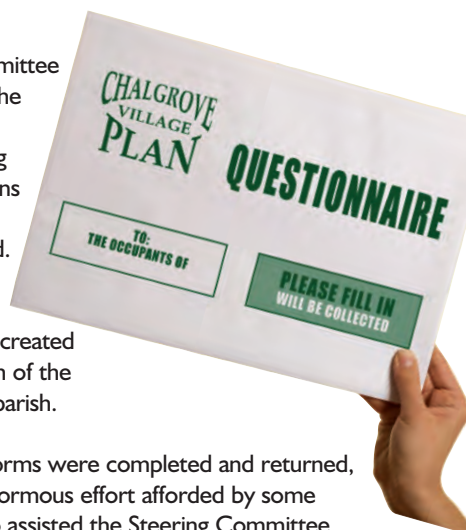 mittee
he
g
ns
d.
created
n of the
parish.
orms were completed and returned,
ormous effort afforded by some
assisted the Steering Committee
CHALGROVE
VILLAGE
PLAN
QUESTIONNAIRE
TO:
THE OCCUPANTS OF
PLEASE FILL IN
WILL BE COLLECTED